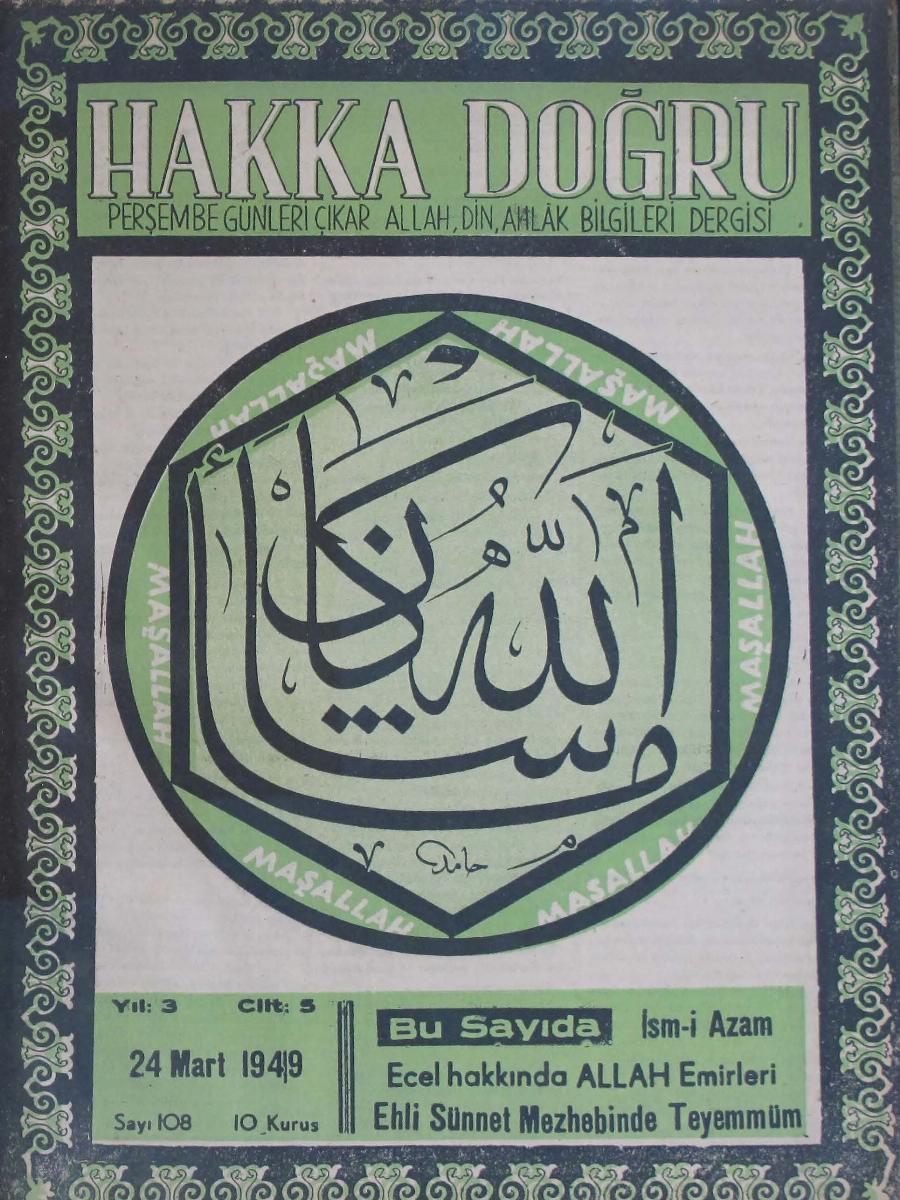 HAKKA DOĞRU
PERŞEMBE GÜNLERİ ÇIKAR ALLAH, DİN, AHLÂK BİLGİLERİ DERGİSİ
MAŞALLAH
MAŞALLAH
ما شاء الله كان
MAŞALLAH
MAŞALLAH
حامد
MAŞALLAH
MAŞALLAH
Yıl: 3 Cilt: 5
24 Mart 1949
Sayı 108 10 Kurus
Bu Sayıda İsm-i Azam
Ecel hakkında ALLAH Emirleri
Ehli Sünnet Mezhebinde Teyemmüm